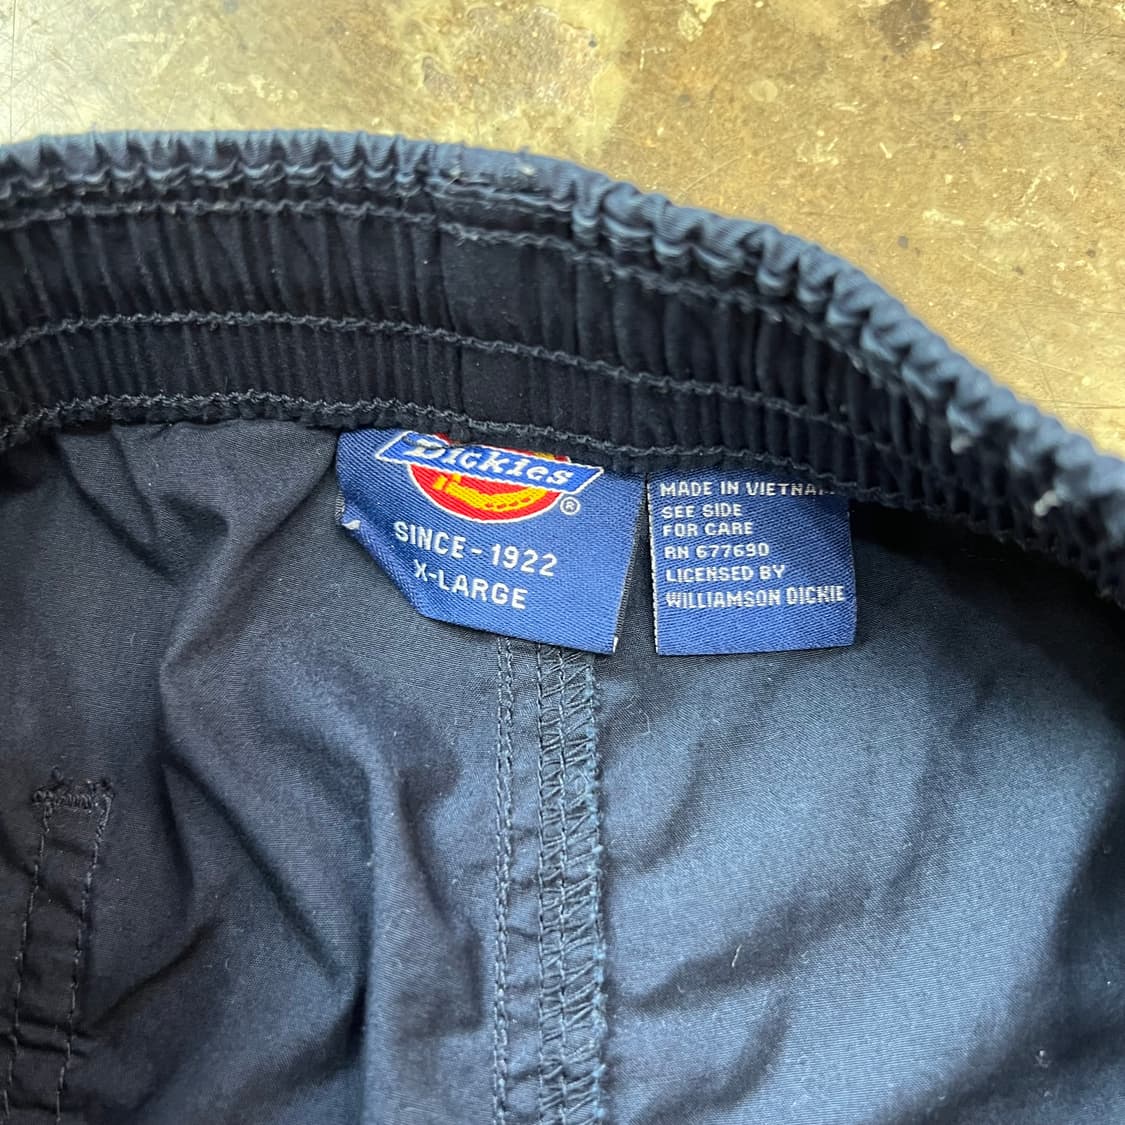 Dickies
®
SINCE - 1922
X-LARGE
MADE IN VIETNAM
SEE SIDE
FOR CARE
RN 677690
LICENSED BY
WILLIAMSON DICKIE